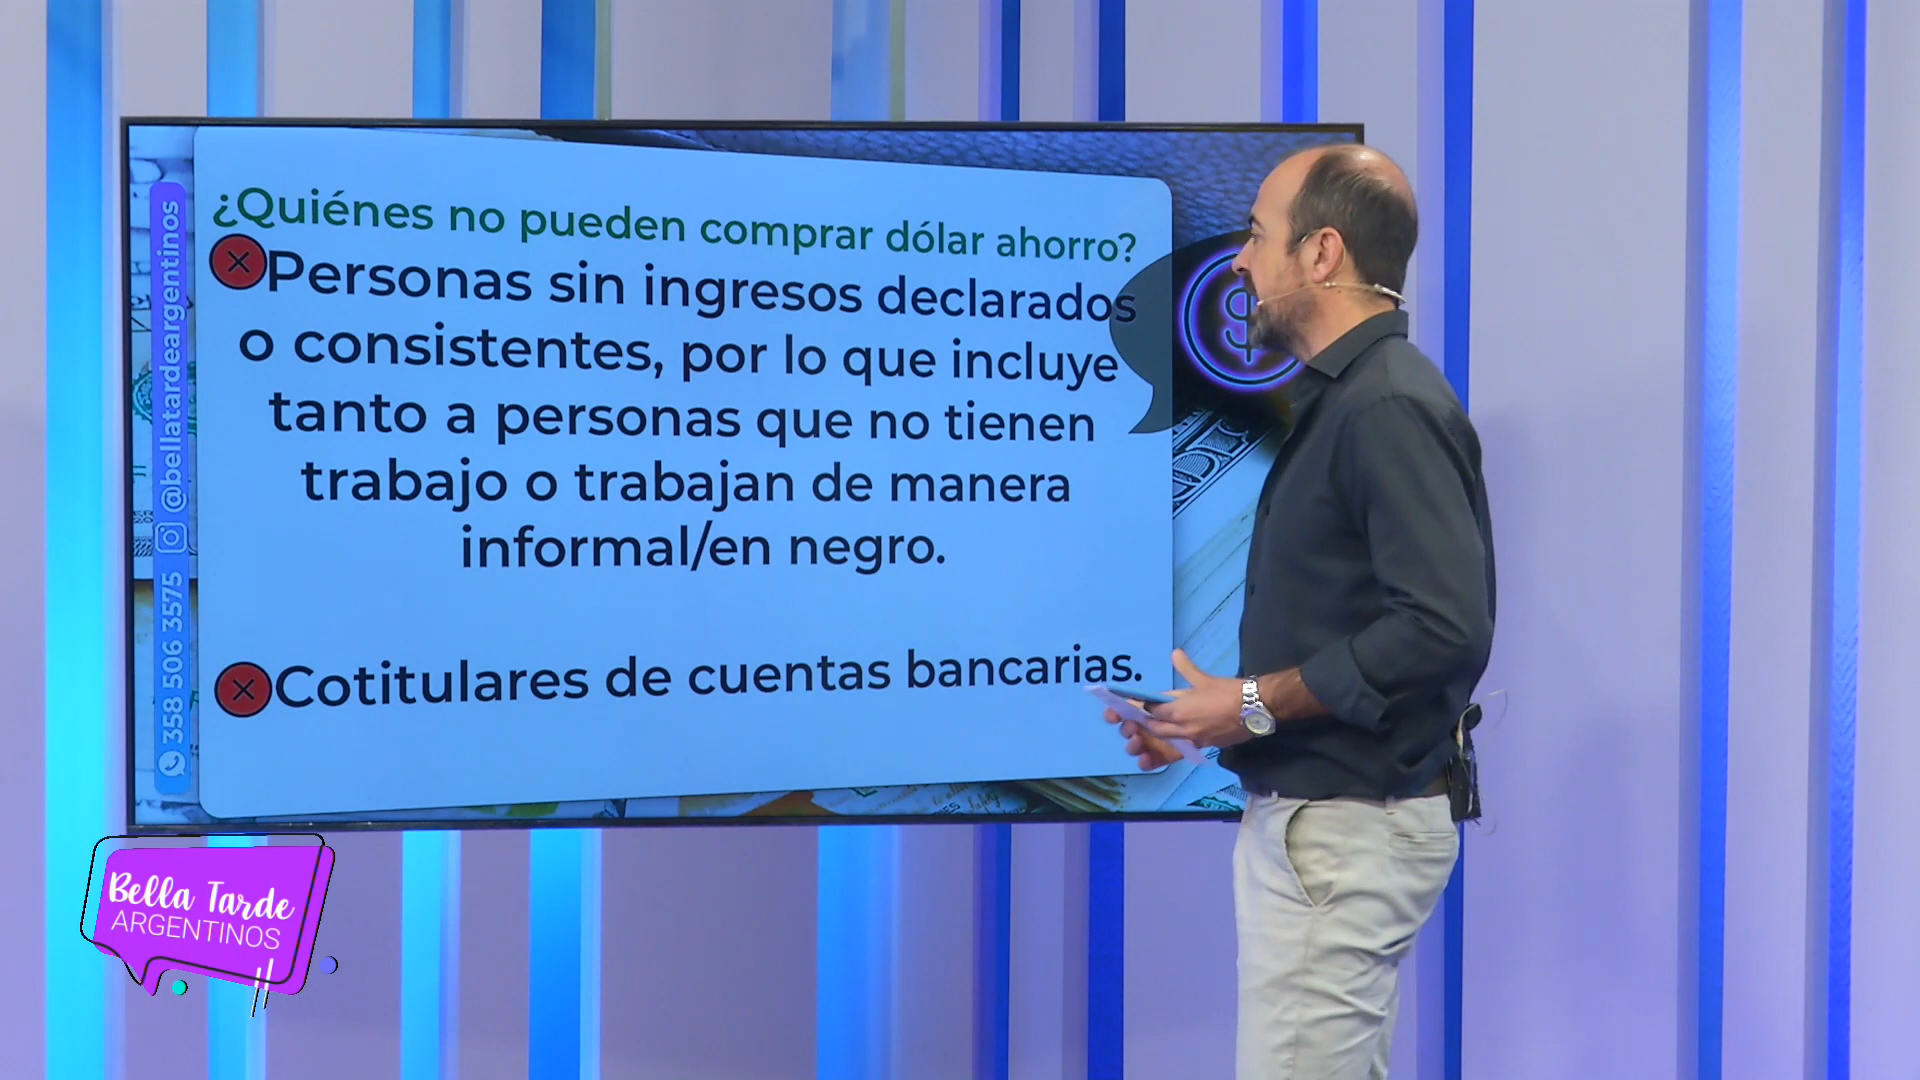 ¿Quiénes no pueden comprar dólar ahorro?
Personas sin ingresos declarados
o consistentes, por lo que incluye
tanto a personas que no tienen
trabajo o trabajan de manera
informal/en negro.
Cotitulares de cuentas bancarias.
358 506 3575 @bellatardeargentinos
Bella Tarde
ARGENTINOS